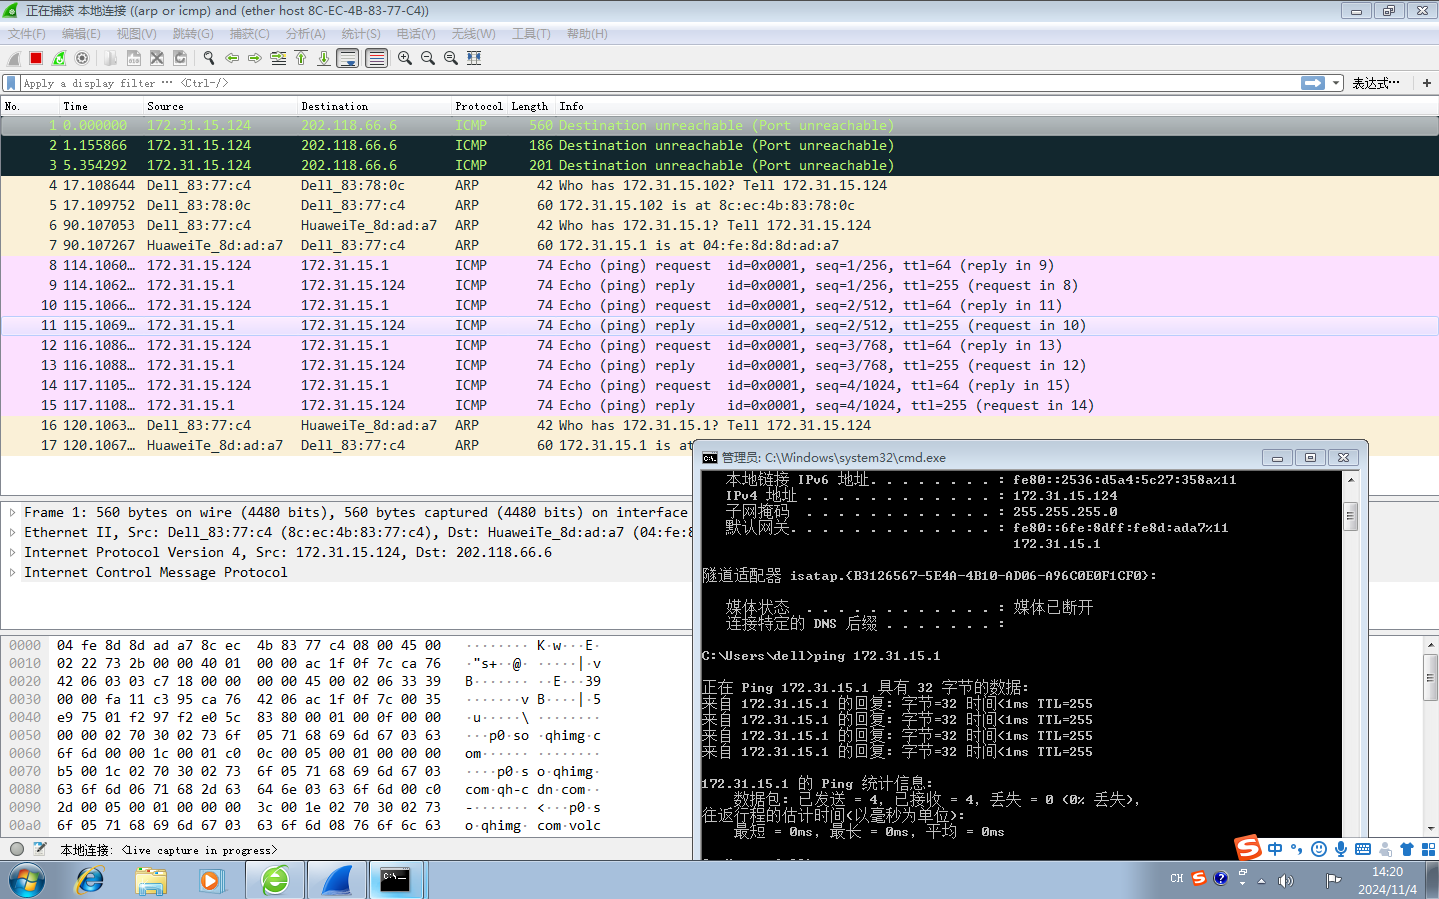 正在捕获 本地连接 ((arp or icmp) and (ether host 8C-EC-4B-83-77-C4))
文件(F) 编辑(E) 视图(V) 跳转(G) 捕获(C) 分析(A) 统计(S) 电话(Y) 无线(W) 工具(T) 帮助(H)
Apply a display filter ··· <Ctrl-/> 表达式··· +
No. Time Source Destination Protocol Length Info
1 0.000000 172.31.15.124 202.118.66.6 ICMP 560 Destination unreachable (Port unreachable)
2 1.155866 172.31.15.124 202.118.66.6 ICMP 186 Destination unreachable (Port unreachable)
3 5.354292 172.31.15.124 202.118.66.6 ICMP 201 Destination unreachable (Port unreachable)
4 17.108644 Dell_83:77:c4 Dell_83:78:0c ARP 42 Who has 172.31.15.102? Tell 172.31.15.124
5 17.109752 Dell_83:78:0c Dell_83:77:c4 ARP 60 172.31.15.102 is at 8c:ec:4b:83:78:0c
6 90.107053 Dell_83:77:c4 HuaweiTe_8d:ad:a7 ARP 42 Who has 172.31.15.1? Tell 172.31.15.124
7 90.107267 HuaweiTe_8d:ad:a7 Dell_83:77:c4 ARP 60 172.31.15.1 is at 04:fe:8d:8d:ad:a7
8 114.1060… 172.31.15.124 172.31.15.1 ICMP 74 Echo (ping) request id=0x0001, seq=1/256, ttl=64 (reply in 9)
9 114.1062… 172.31.15.1 172.31.15.124 ICMP 74 Echo (ping) reply id=0x0001, seq=1/256, ttl=255 (request in 8)
10 115.1066… 172.31.15.124 172.31.15.1 ICMP 74 Echo (ping) request id=0x0001, seq=2/512, ttl=64 (reply in 11)
11 115.1069… 172.31.15.1 172.31.15.124 ICMP 74 Echo (ping) reply id=0x0001, seq=2/512, ttl=255 (request in 10)
12 116.1086… 172.31.15.124 172.31.15.1 ICMP 74 Echo (ping) request id=0x0001, seq=3/768, ttl=64 (reply in 13)
13 116.1088… 172.31.15.1 172.31.15.124 ICMP 74 Echo (ping) reply id=0x0001, seq=3/768, ttl=255 (request in 12)
14 117.1105… 172.31.15.124 172.31.15.1 ICMP 74 Echo (ping) request id=0x0001, seq=4/1024, ttl=64 (reply in 15)
15 117.1108… 172.31.15.1 172.31.15.124 ICMP 74 Echo (ping) reply id=0x0001, seq=4/1024, ttl=255 (request in 14)
16 120.1063… Dell_83:77:c4 HuaweiTe_8d:ad:a7 ARP 42 Who has 172.31.15.1? Tell 172.31.15.124
17 120.1067… HuaweiTe_8d:ad:a7 Dell_83:77:c4 ARP 60 172.31.15.1 is at
Frame 1: 560 bytes on wire (4480 bits), 560 bytes captured (4480 bits) on interface
Ethernet II, Src: Dell_83:77:c4 (8c:ec:4b:83:77:c4), Dst: HuaweiTe_8d:ad:a7 (04:fe:8
Internet Protocol Version 4, Src: 172.31.15.124, Dst: 202.118.66.6
Internet Control Message Protocol
0000 04 fe 8d 8d ad a7 8c ec 4b 83 77 c4 08 00 45 00 ········ K·w···E·
0010 02 22 73 2b 00 00 40 01 00 00 ac 1f 0f 7c ca 76 ·"s+··@· ·····|·v
0020 42 06 03 03 c7 18 00 00 00 00 45 00 02 06 33 39 B······· ··E···39
0030 00 00 fa 11 c3 95 ca 76 42 06 ac 1f 0f 7c 00 35 ·······v B····|·5
0040 e9 75 01 f2 97 f2 e0 5c 83 80 00 01 00 0f 00 00 ·u·····\ ········
0050 00 00 02 70 30 02 73 6f 05 71 68 69 6d 67 03 63 ···p0·so ·qhimg·c
0060 6f 6d 00 00 1c 00 01 c0 0c 00 05 00 01 00 00 00 om······ ········
0070 b5 00 1c 02 70 30 02 73 6f 05 71 68 69 6d 67 03 ····p0·s o·qhimg·
0080 63 6f 6d 06 71 68 2d 63 64 6e 03 63 6f 6d 00 c0 com·qh-c dn·com··
0090 2d 00 05 00 01 00 00 00 3c 00 1e 02 70 30 02 73 -······· <···p0·s
00a0 6f 05 71 68 69 6d 67 03 63 6f 6d 08 76 6f 6c 63 o·qhimg· com·volc
本地连接: <live capture in progress>
管理员: C:\Windows\system32\cmd.exe
本地链接 IPv6 地址. . . . . . . . : fe80::2536:d5a4:5c27:358a%11
IPv4 地址 . . . . . . . . . . . . : 172.31.15.124
子网掩码 . . . . . . . . . . . . : 255.255.255.0
默认网关. . . . . . . . . . . . . : fe80::6fe:8dff:fe8d:ada7%11
172.31.15.1
隧道适配器 isatap.{B3126567-5E4A-4B10-AD06-A96C0E0F1CF0}:
媒体状态 . . . . . . . . . . . . : 媒体已断开
连接特定的 DNS 后缀 . . . . . . . :
C:\Users\dell>ping 172.31.15.1
正在 Ping 172.31.15.1 具有 32 字节的数据:
来自 172.31.15.1 的回复: 字节=32 时间<1ms TTL=255
来自 172.31.15.1 的回复: 字节=32 时间<1ms TTL=255
来自 172.31.15.1 的回复: 字节=32 时间<1ms TTL=255
来自 172.31.15.1 的回复: 字节=32 时间<1ms TTL=255
172.31.15.1 的 Ping 统计信息:
数据包: 已发送 = 4, 已接收 = 4, 丢失 = 0 (0% 丢失),
往返行程的估计时间(以毫秒为单位):
最短 = 0ms, 最长 = 0ms, 平均 = 0ms
中
CH 14:20
2024/11/4